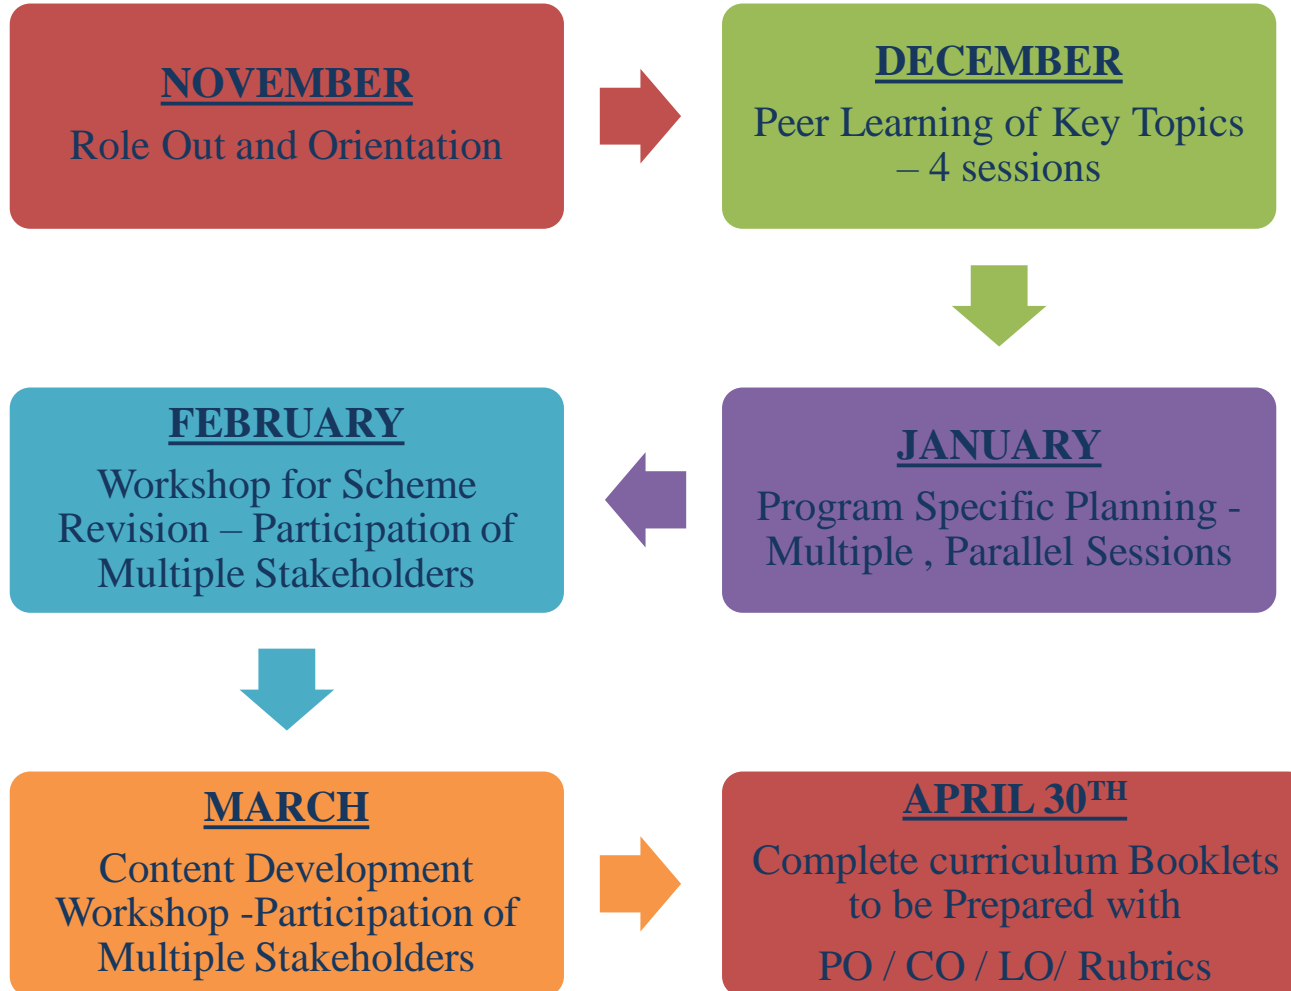 NOVEMBER
Role Out and Orientation
DECEMBER
Peer Learning of Key Topics
– 4 sessions
JANUARY
Program Specific Planning -
Multiple , Parallel Sessions
FEBRUARY
Workshop for Scheme
Revision – Participation of
Multiple Stakeholders
MARCH
Content Development
Workshop -Participation of
Multiple Stakeholders
APRIL 30TH
Complete curriculum Booklets
to be Prepared with
PO / CO / LO/ Rubrics